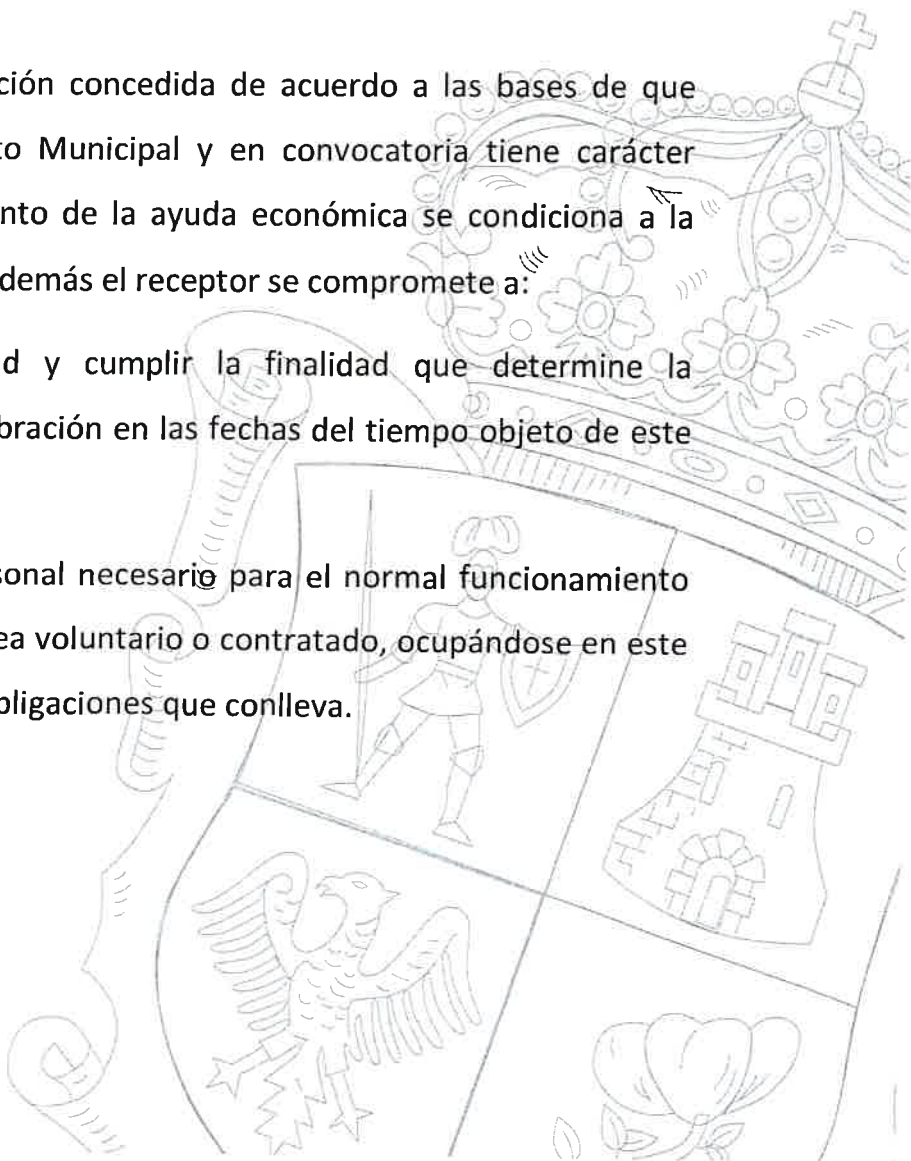 ción concedida de acuerdo a las bases de que
to Municipal y en convocatoria tiene carácter
nto de la ayuda económica se condiciona a la
demás el receptor se compromete a:
d y cumplir la finalidad que determine la
bración en las fechas del tiempo objeto de este
sonal necesario para el normal funcionamiento
ea voluntario o contratado, ocupándose en este
bligaciones que conlleva.